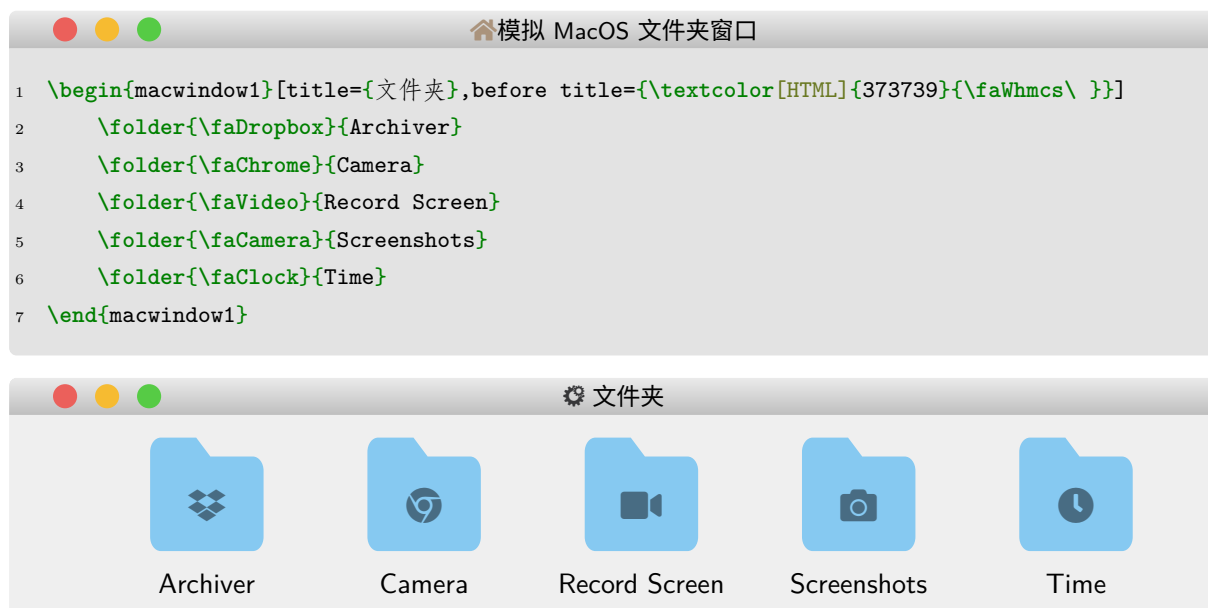 模拟 MacOS 文件夹窗口
1 \begin{macwindow1}[title={文件夹},before title={\textcolor[HTML]{373739}{\faWhmcs\ }}]
2 \folder{\faDropbox}{Archiver}
3 \folder{\faChrome}{Camera}
4 \folder{\faVideo}{Record Screen}
5 \folder{\faCamera}{Screenshots}
6 \folder{\faClock}{Time}
7 \end{macwindow1}
文件夹
Archiver Camera Record Screen Screenshots Time